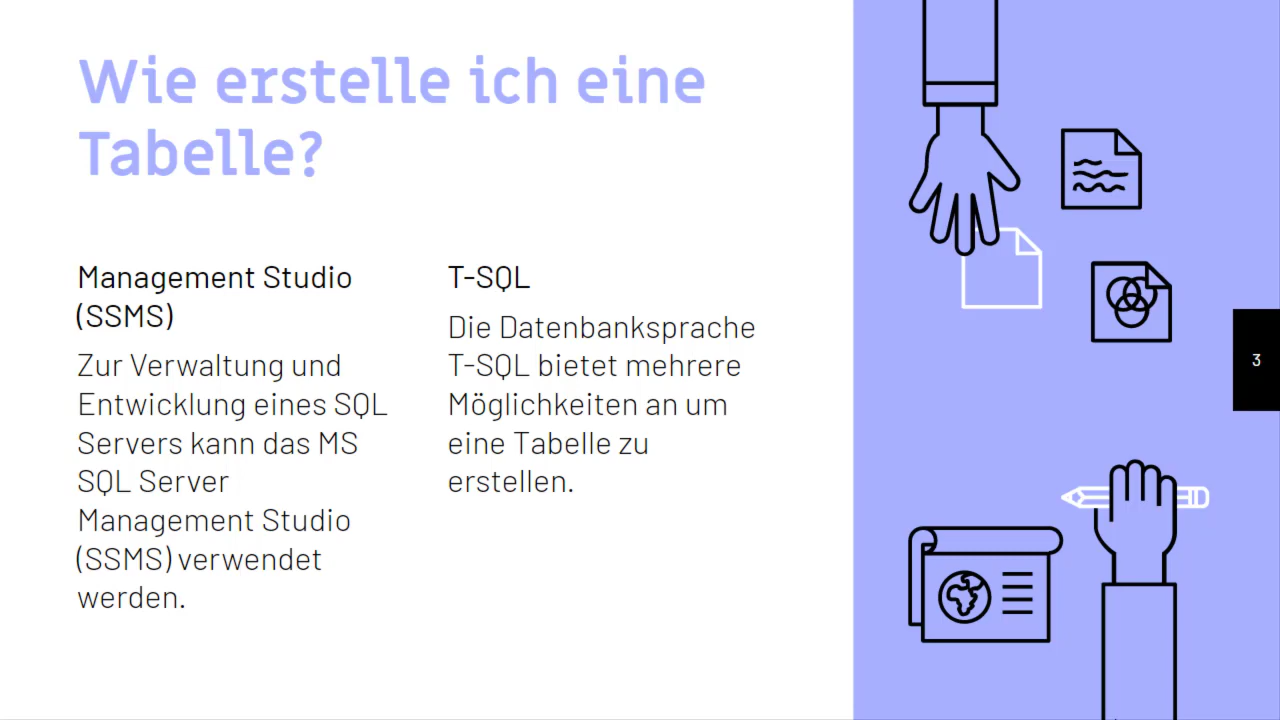 Wie erstelle ich eine
Tabelle?
Management Studio
(SSMS)
Zur Verwaltung und
Entwicklung eines SQL
Servers kann das MS
SQL Server
Management Studio
(SSMS) verwendet
werden.
T-SQL
Die Datenbanksprache
T-SQL bietet mehrere
Möglichkeiten an um
eine Tabelle zu
erstellen.
3